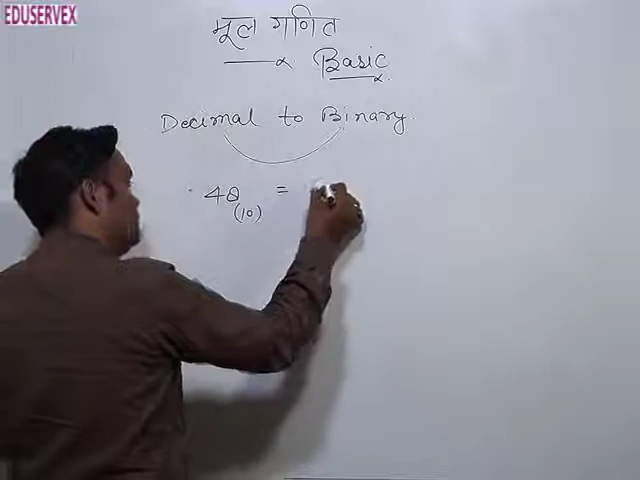 EDUSERVEX
मूल गणित
Basic
Decimal to Binary.
48 =
(10)